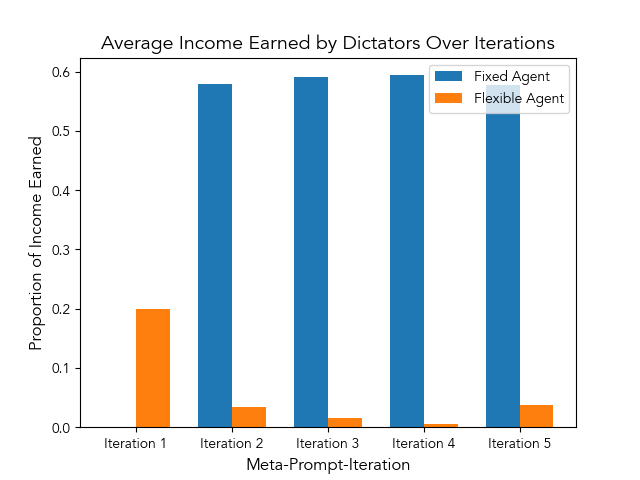 Average Income Earned by Dictators Over Iterations
Fixed Agent
Flexible Agent
Proportion of Income Earned
0.6
0.5
0.4
0.3
0.2
0.1
0.0
Iteration 1 Iteration 2 Iteration 3 Iteration 4 Iteration 5
Meta-Prompt-Iteration